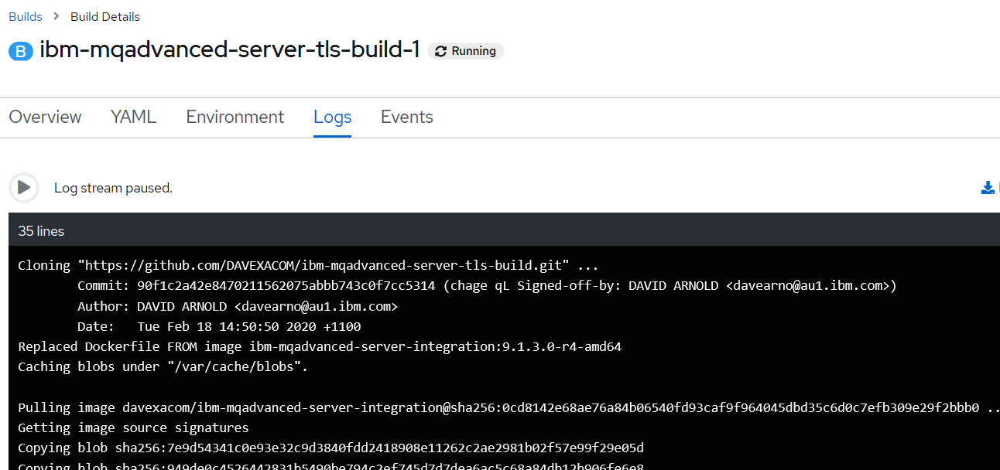 Builds > Build Details
B ibm-mqadvanced-server-tls-build-1 Running
Overview YAML Environment Logs Events
Log stream paused.
35 lines
Cloning "https://github.com/DAVEXACOM/ibm-mqadvanced-server-tls-build.git" ...
Commit: 90f1c2a42e8470211562075abbb743c0f7cc5314 (chage qL Signed-off-by: DAVID ARNOLD <davearno@au1.ibm.com>)
Author: DAVID ARNOLD <davearno@au1.ibm.com>
Date: Tue Feb 18 14:50:50 2020 +1100
Replaced Dockerfile FROM image ibm-mqadvanced-server-integration:9.1.3.0-r4-amd64
Caching blobs under "/var/cache/blobs".
Pulling image davexacom/ibm-mqadvanced-server-integration@sha256:0cd8142e68ae76a84b06540fd93caf9f964045dbd35c6d0c7efb309e29f2bbb0 ..
Getting image source signatures
Copying blob sha256:7e9d54341c0e93e32c9d3840fdd2418908e11262c2ae2981b02f57e99f29e05d
Copying blob sha256:949de0c4526442831b5490be794c2ef745d7d7dea6ac5c68a84db12b906fe6e8